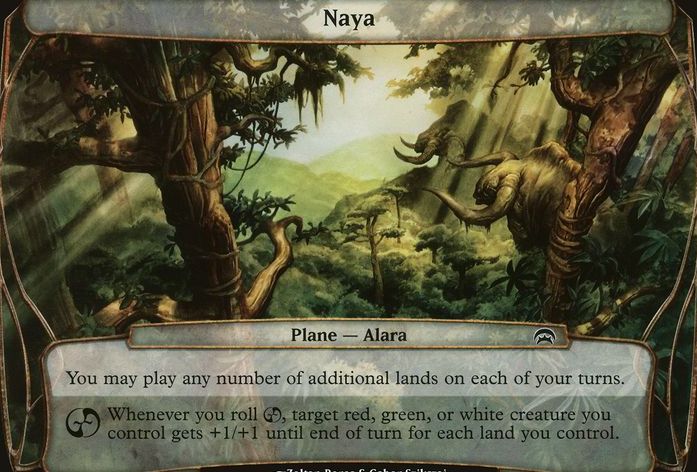 Naya
Plane — Alara
You may play any number of additional lands on each of your turns.
Whenever you roll , target red, green, or white creature you
control gets +1/+1 until end of turn for each land you control.